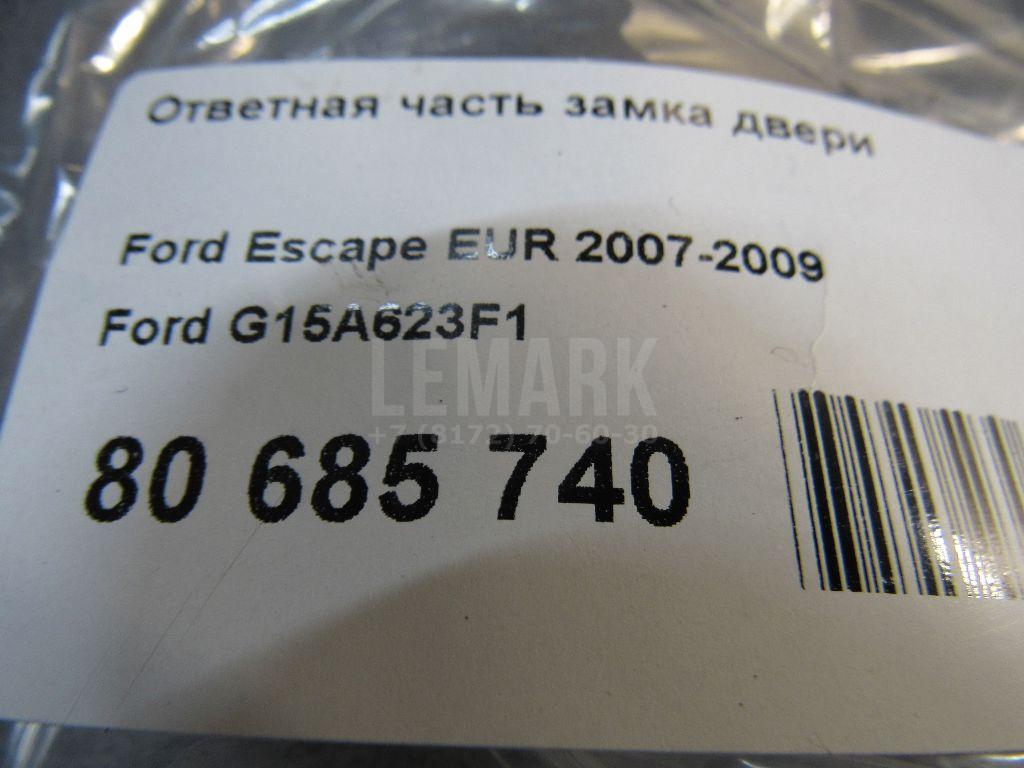 Ответная часть замка двери
Ford Escape EUR 2007-2009
Ford G15A623F1
LEMARK
+7 (8172) 70-60-30
80 685 740